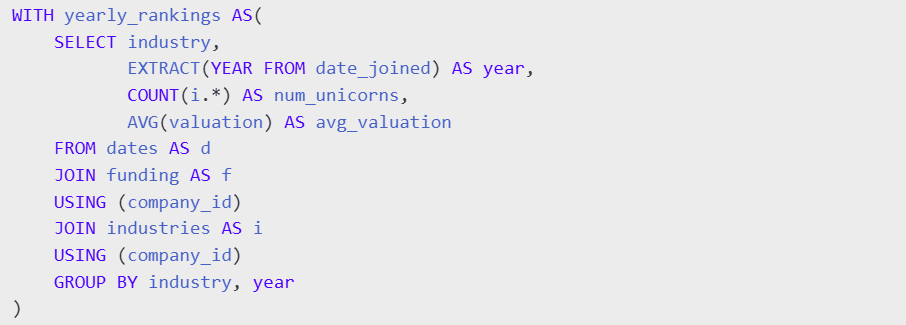 WITH yearly_rankings AS(
    SELECT industry,
           EXTRACT(YEAR FROM date_joined) AS year,
           COUNT(i.*) AS num_unicorns,
           AVG(valuation) AS avg_valuation
    FROM dates AS d
    JOIN funding AS f
    USING (company_id)
    JOIN industries AS i
    USING (company_id)
    GROUP BY industry, year
)